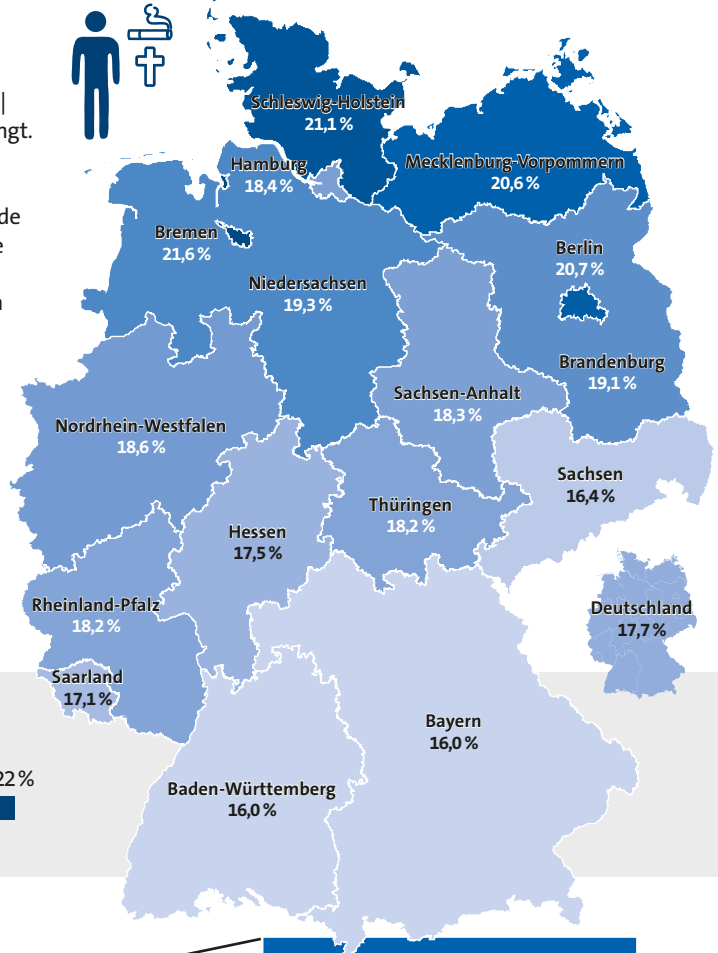 ngt.
de
e
n
Schleswig-Holstein
21,1 %
Hamburg
18,4 %
Mecklenburg-Vorpommern
20,6 %
Bremen
21,6 %
Berlin
20,7 %
Niedersachsen
19,3 %
Brandenburg
19,1 %
Sachsen-Anhalt
18,3 %
Nordrhein-Westfalen
18,6 %
Sachsen
16,4 %
Thüringen
18,2 %
Hessen
17,5 %
Rheinland-Pfalz
18,2 %
Deutschland
17,7 %
Saarland
17,1 %
Bayern
16,0 %
22 %
Baden-Württemberg
16,0 %